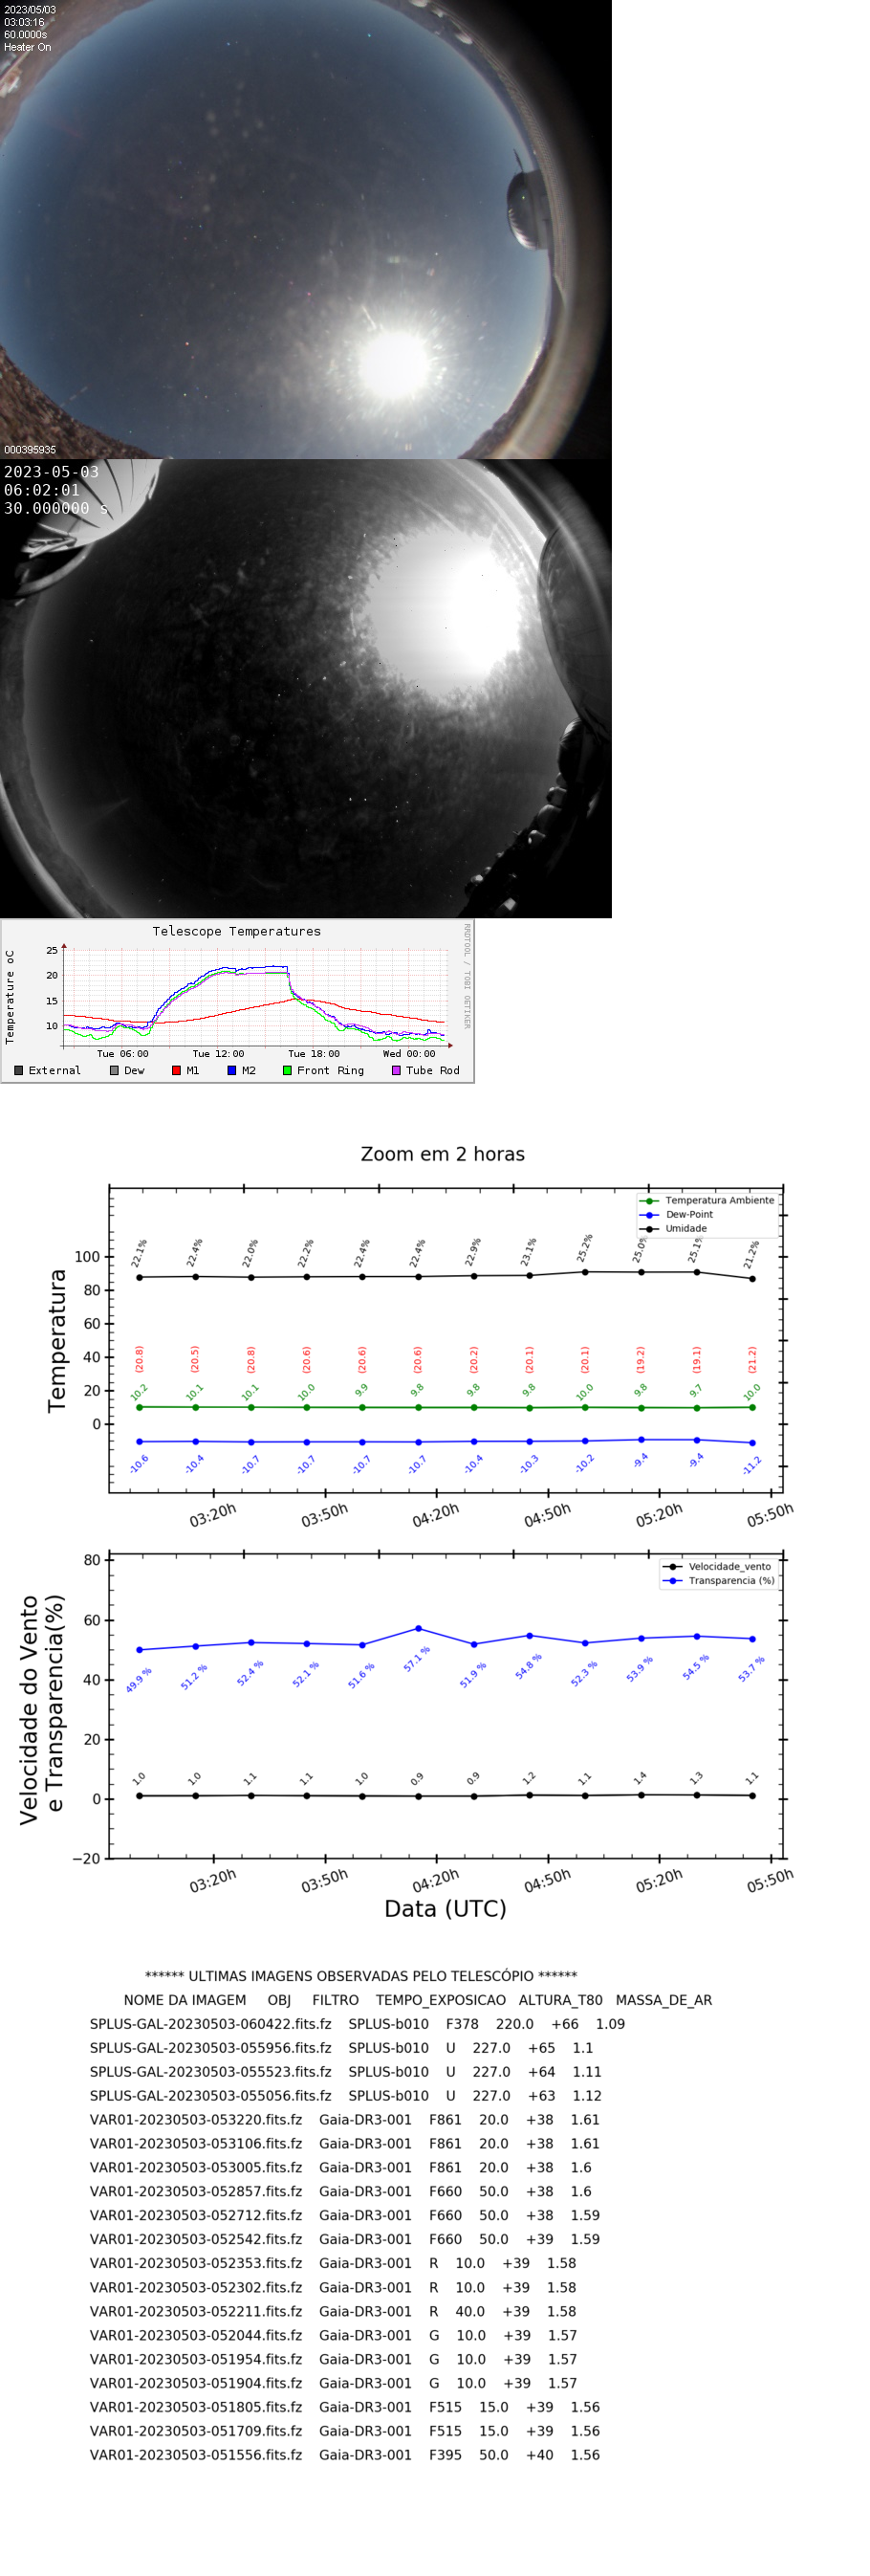 2023/05/03
03:03:16
60.0000s
Heater On
000395935
2023-05-03
06:02:01
30.000000 s
Telescope Temperatures
Temperature oC
25
20
15
10
Tue 06:00 Tue 12:00 Tue 18:00 Wed 00:00
External Dew M1 M2 Front Ring Tube Rod
RRDTOOL / TOBI OETIKER
Zoom em 2 horas
Temperatura
Temperatura Ambiente
Dew-Point
Umidade
100
80
60
40
20
0
22.1% 22.4% 22.0% 22.2% 22.4% 22.4% 22.9% 23.1% 25.2% 25.0% 25.1% 21.2%
(20.8) (20.5) (20.8) (20.6) (20.6) (20.6) (20.2) (20.1) (20.1) (19.2) (19.1) (21.2)
10.2 10.1 10.1 10.0 9.9 9.8 9.8 9.8 10.0 9.8 9.7 10.0
-10.6 -10.4 -10.7 -10.7 -10.7 -10.7 -10.4 -10.3 -10.2 -9.4 -9.4 -11.2
03:20h 03:50h 04:20h 04:50h 05:20h 05:50h
Velocidade do Vento
e Transparencia(%)
Velocidade_vento
Transparencia (%)
80
60
40
20
0
−20
49.9 % 51.2 % 52.4 % 52.1 % 51.6 % 57.1 % 51.9 % 54.8 % 52.3 % 53.9 % 54.5 % 53.7 %
1.0 1.0 1.1 1.1 1.0 0.9 0.9 1.2 1.1 1.4 1.3 1.1
03:20h 03:50h 04:20h 04:50h 05:20h 05:50h
Data (UTC)
****** ULTIMAS IMAGENS OBSERVADAS PELO TELESCÓPIO ******
NOME DA IMAGEM OBJ FILTRO TEMPO_EXPOSICAO ALTURA_T80 MASSA_DE_AR
SPLUS-GAL-20230503-060422.fits.fz SPLUS-b010 F378 220.0 +66 1.09
SPLUS-GAL-20230503-055956.fits.fz SPLUS-b010 U 227.0 +65 1.1
SPLUS-GAL-20230503-055523.fits.fz SPLUS-b010 U 227.0 +64 1.11
SPLUS-GAL-20230503-055056.fits.fz SPLUS-b010 U 227.0 +63 1.12
VAR01-20230503-053220.fits.fz Gaia-DR3-001 F861 20.0 +38 1.61
VAR01-20230503-053106.fits.fz Gaia-DR3-001 F861 20.0 +38 1.61
VAR01-20230503-053005.fits.fz Gaia-DR3-001 F861 20.0 +38 1.6
VAR01-20230503-052857.fits.fz Gaia-DR3-001 F660 50.0 +38 1.6
VAR01-20230503-052712.fits.fz Gaia-DR3-001 F660 50.0 +38 1.59
VAR01-20230503-052542.fits.fz Gaia-DR3-001 F660 50.0 +39 1.59
VAR01-20230503-052353.fits.fz Gaia-DR3-001 R 10.0 +39 1.58
VAR01-20230503-052302.fits.fz Gaia-DR3-001 R 10.0 +39 1.58
VAR01-20230503-052211.fits.fz Gaia-DR3-001 R 40.0 +39 1.58
VAR01-20230503-052044.fits.fz Gaia-DR3-001 G 10.0 +39 1.57
VAR01-20230503-051954.fits.fz Gaia-DR3-001 G 10.0 +39 1.57
VAR01-20230503-051904.fits.fz Gaia-DR3-001 G 10.0 +39 1.57
VAR01-20230503-051805.fits.fz Gaia-DR3-001 F515 15.0 +39 1.56
VAR01-20230503-051709.fits.fz Gaia-DR3-001 F515 15.0 +39 1.56
VAR01-20230503-051556.fits.fz Gaia-DR3-001 F395 50.0 +40 1.56